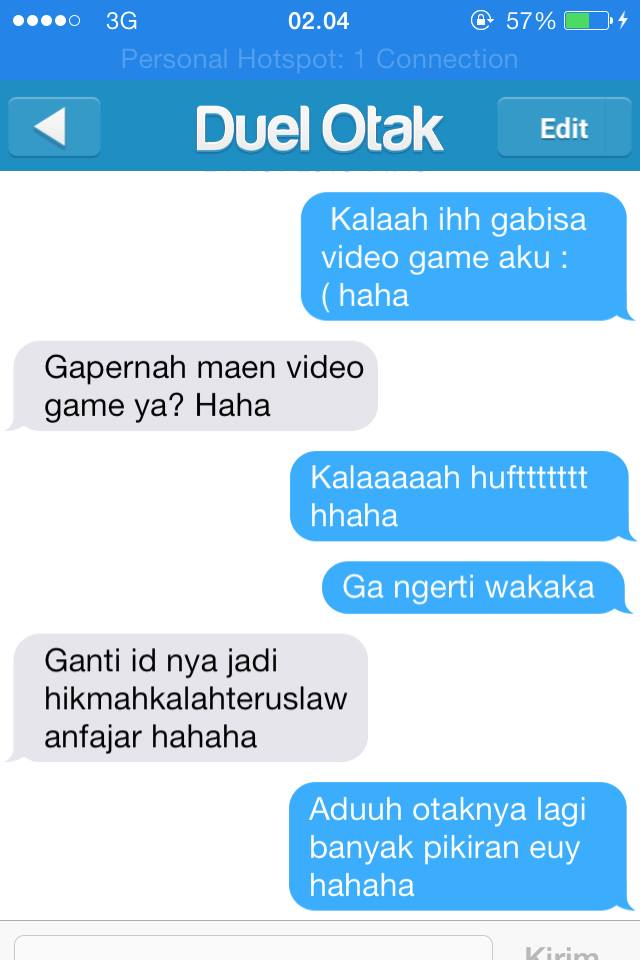 3G 02.04 57%
Personal Hotspot: 1 Connection
Duel Otak Edit
Kalaah ihh gabisa
video game aku :
( haha
Gapernah maen video
game ya? Haha
Kalaaaaah hufttttttt
hhaha
Ga ngerti wakaka
Ganti id nya jadi
hikmahkalahteruslaw
anfajar hahaha
Aduuh otaknya lagi
banyak pikiran euy
hahaha
Kirim